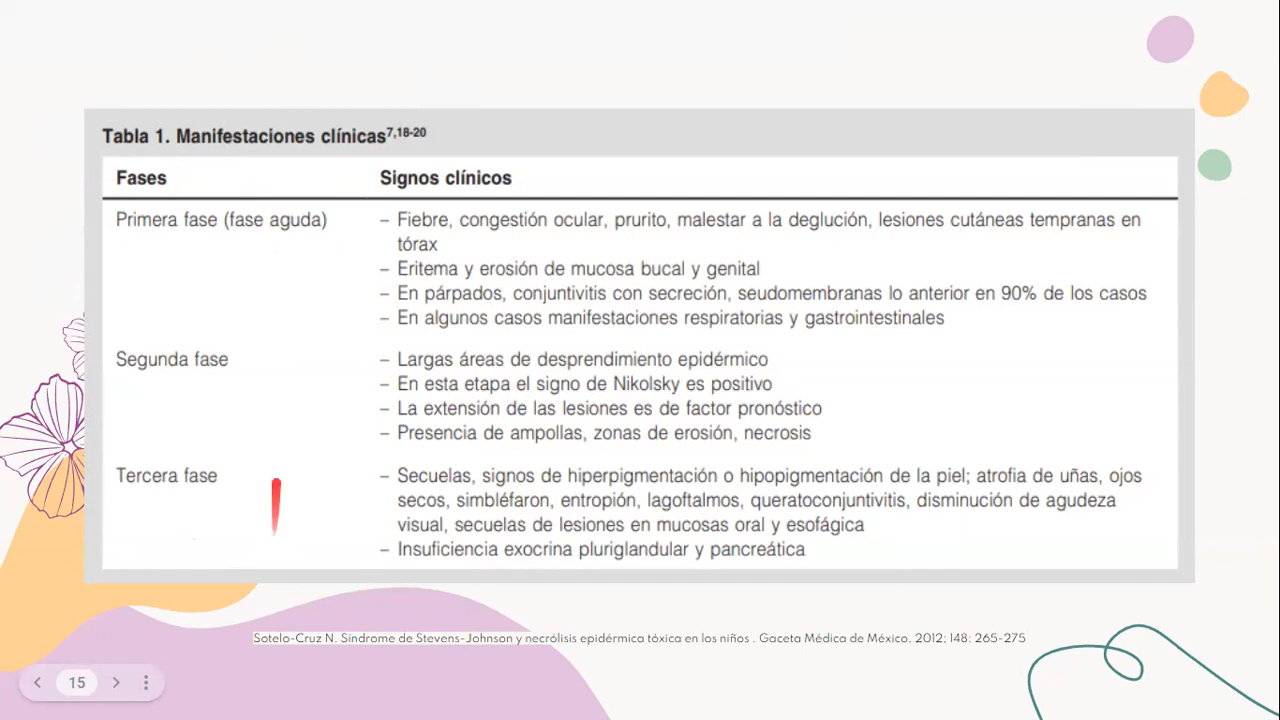 Tabla 1. Manifestaciones clínicas7,18-20
Fases Signos clínicos
Primera fase (fase aguda) – Fiebre, congestión ocular, prurito, malestar a la deglución, lesiones cutáneas tempranas en
tórax
– Eritema y erosión de mucosa bucal y genital
– En párpados, conjuntivitis con secreción, seudomembranas lo anterior en 90% de los casos
– En algunos casos manifestaciones respiratorias y gastrointestinales
Segunda fase – Largas áreas de desprendimiento epidérmico
– En esta etapa el signo de Nikolsky es positivo
– La extensión de las lesiones es de factor pronóstico
– Presencia de ampollas, zonas de erosión, necrosis
Tercera fase – Secuelas, signos de hiperpigmentación o hipopigmentación de la piel; atrofia de uñas, ojos
secos, simbléfaron, entropión, lagoftalmos, queratoconjuntivitis, disminución de agudeza
visual, secuelas de lesiones en mucosas oral y esofágica
– Insuficiencia exocrina pluriglandular y pancreática
Sotelo-Cruz N. Síndrome de Stevens-Johnson y necrólisis epidérmica tóxica en los niños . Gaceta Médica de México. 2012; 148: 265-275
15